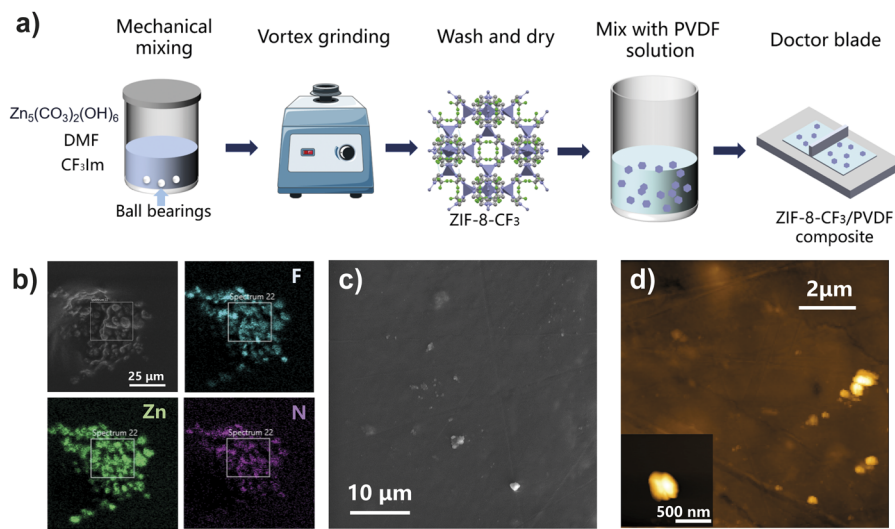 a)
Mechanical
mixing
Vortex grinding
Wash and dry
Mix with PVDF
solution
Doctor blade
Zn₅(CO₃)₂(OH)₆
DMF
CF₃Im
Ball bearings
ZIF-8-CF₃
ZIF-8-CF₃/PVDF
composite
b)
F
Spectrum 22
25 μm
Zn
Spectrum 22
N
Spectrum 22
c)
10 μm
d)
2μm
500 nm